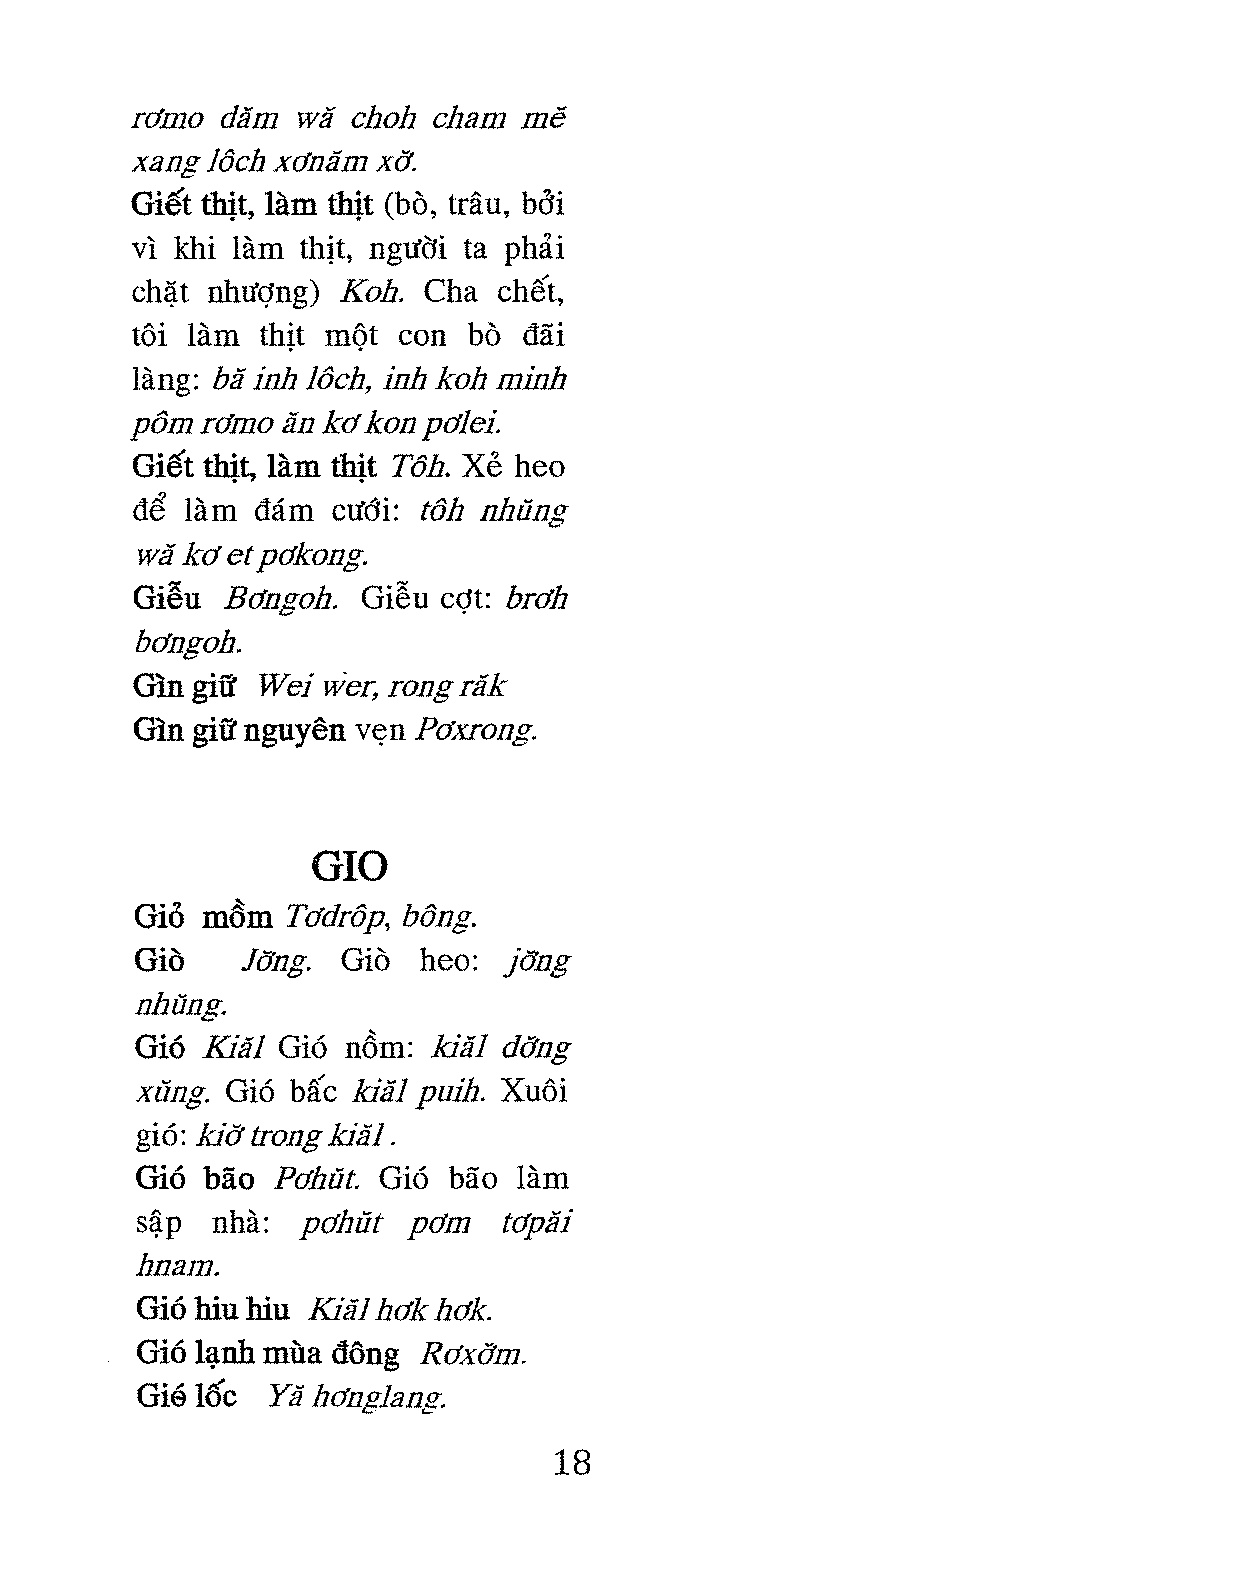 rơmo dăm wă choh cham mĕ
xang lôch xơnăm xơ̆.
Giết thịt, làm thịt (bò, trâu, bởi
vì khi làm thịt, người ta phải
chặt nhượng) Koh. Cha chết,
tôi làm thịt một con bò đãi
làng: bă inh lôch, inh koh minh
pôm rơmo ăn kơ kon pơlei.
Giết thịt, làm thịt Tôh. Xẻ heo
để làm đám cưới: tôh nhŭng
wă kơ et pơkong.
Giễu Bơngoh. Giễu cợt: brơh
bơngoh.
Gìn giữ Wei wer, rong răk
Gìn giữ nguyên vẹn Pơxrong.
GIO
Giỏ mồm Tơdrôp, bông.
Giò Jơ̆ng. Giò heo: jơ̆ng
nhŭng.
Gió Kiăl Gió nồm: kiăl dơ̆ng
xŭng. Gió bấc kiăl puih. Xuôi
gió: kiơ̆ trong kiăl .
Gió bão Pơhŭt. Gió bão làm
sập nhà: pơhŭt pơm tơpăi
hnam.
Gió hiu hiu Kiăl hơk hơk.
Gió lạnh mùa đông Rơxơ̆m.
Gió lốc Yă hơnglang.
18